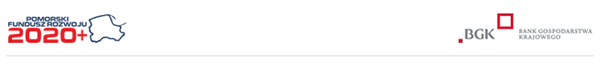 POMORSKI
FUNDUSZ ROZWOJU
2020+
BGK
BANK GOSPODARSTWA
KRAJOWEGO